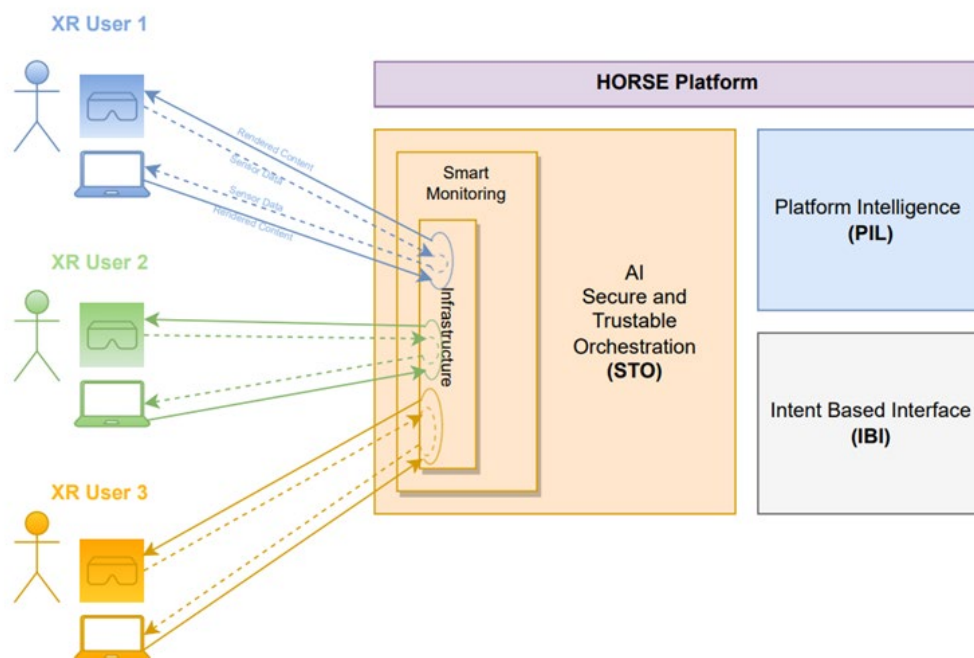 XR User 1
HORSE Platform
Rendered Content
Sensor Data
Sensor Data
Rendered Content
Smart
Monitoring
Infrastructure
AI
Secure and
Trustable
Orchestration
(STO)
Platform Intelligence
(PIL)
XR User 2
Intent Based Interface
(IBI)
XR User 3